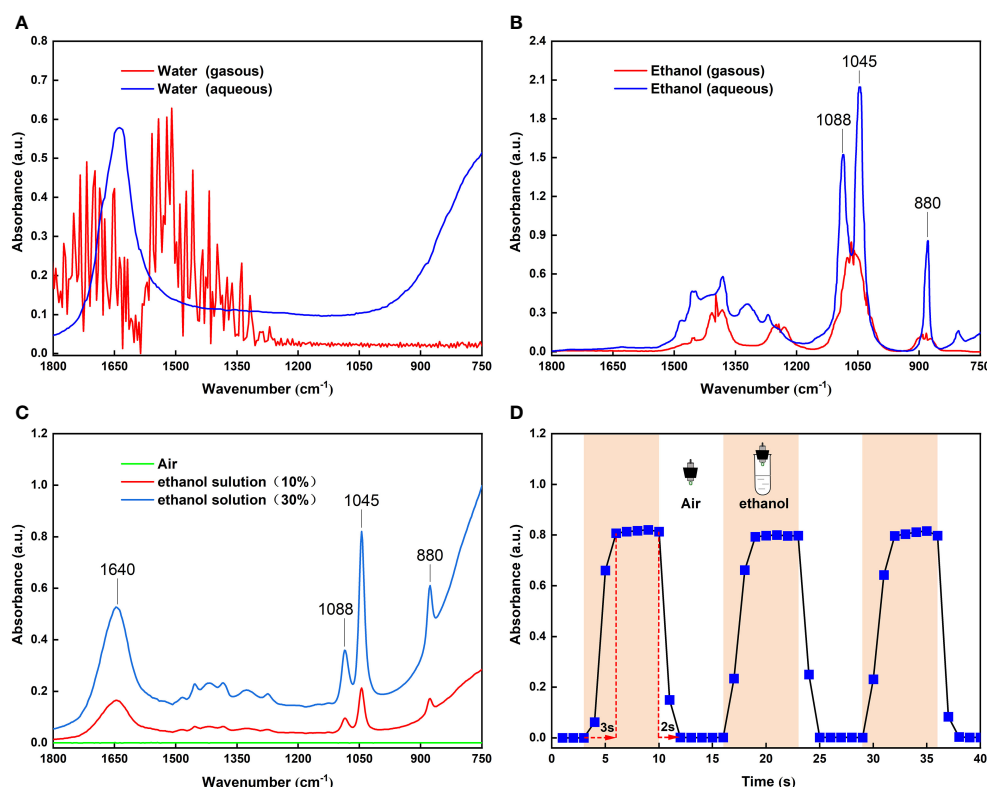 A
0.8
0.7
0.6
0.5
0.4
0.3
0.2
0.1
0.0
Absorbance (a.u.)
Water (gasous)
Water (aqueous)
1800 1650 1500 1350 1200 1050 900 750
Wavenumber (cm⁻¹)
B
2.4
2.1
1.8
1.5
1.2
0.9
0.6
0.3
0.0
Absorbance (a.u.)
Ethanol (gasous)
Ethanol (aqueous)
1088
1045
880
1800 1650 1500 1350 1200 1050 900 750
Wavenumber (cm⁻¹)
C
1.2
1.0
0.8
0.6
0.4
0.2
0.0
Absorbance (a.u.)
Air
ethanol sulution（10%）
ethanol solution（30%）
1640
1088
1045
880
1800 1650 1500 1350 1200 1050 900 750
Wavenumber (cm⁻¹)
D
1.2
1.0
0.8
0.6
0.4
0.2
0.0
Absorbance (a.u.)
Air
ethanol
3s
2s
0 5 10 15 20 25 30 35 40
Time (s)